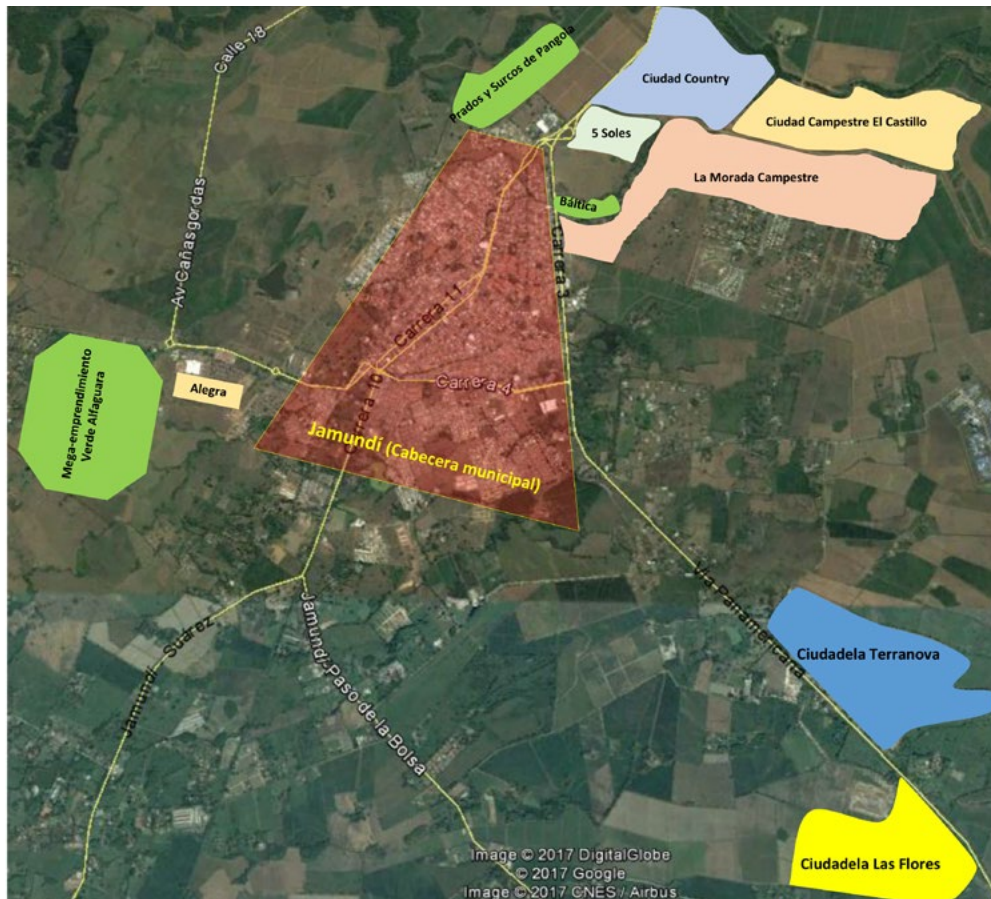 Calle 18
Prados y Surcos de Pangola
Ciudad Country
Ciudad Campestre El Castillo
5 Soles
La Morada Campestre
Báltica
Av Cañasgordas
Carrera 3
Carrera 11
Carrera 4
Carrera 10
Mega-emprendimiento
Verde Alfaguara
Alegra
Jamundí (Cabecera municipal)
Vía Panamericana
Jamundí - Suárez
Jamundí-Paso de la Bolsa
Ciudadela Terranova
Ciudadela Las Flores
Image © 2017 DigitalGlobe
© 2017 Google
Image © 2017 CNES / Airbus